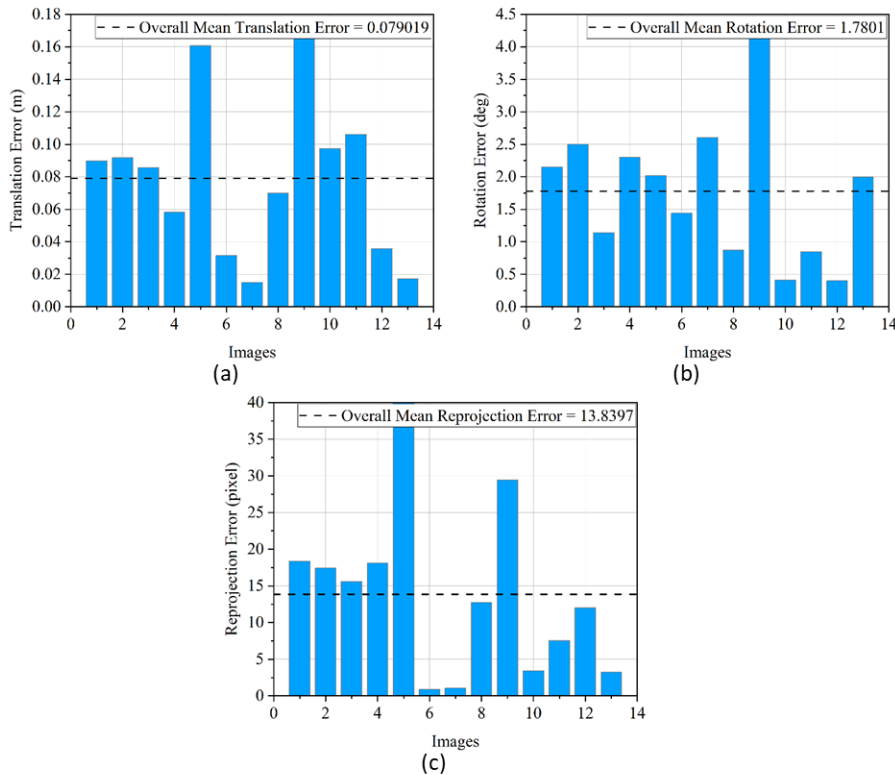 Overall Mean Translation Error = 0.079019
0.18
0.16
0.14
0.12
0.10
0.08
0.06
0.04
0.02
0.00
Translation Error (m)
0 2 4 6 8 10 12 14
Images
(a)
Overall Mean Rotation Error = 1.7801
4.5
4.0
3.5
3.0
2.5
2.0
1.5
1.0
0.5
0.0
Rotation Error (deg)
0 2 4 6 8 10 12 14
Images
(b)
Overall Mean Reprojection Error = 13.8397
40
35
30
25
20
15
10
5
0
Reprojection Error (pixel)
0 2 4 6 8 10 12 14
Images
(c)